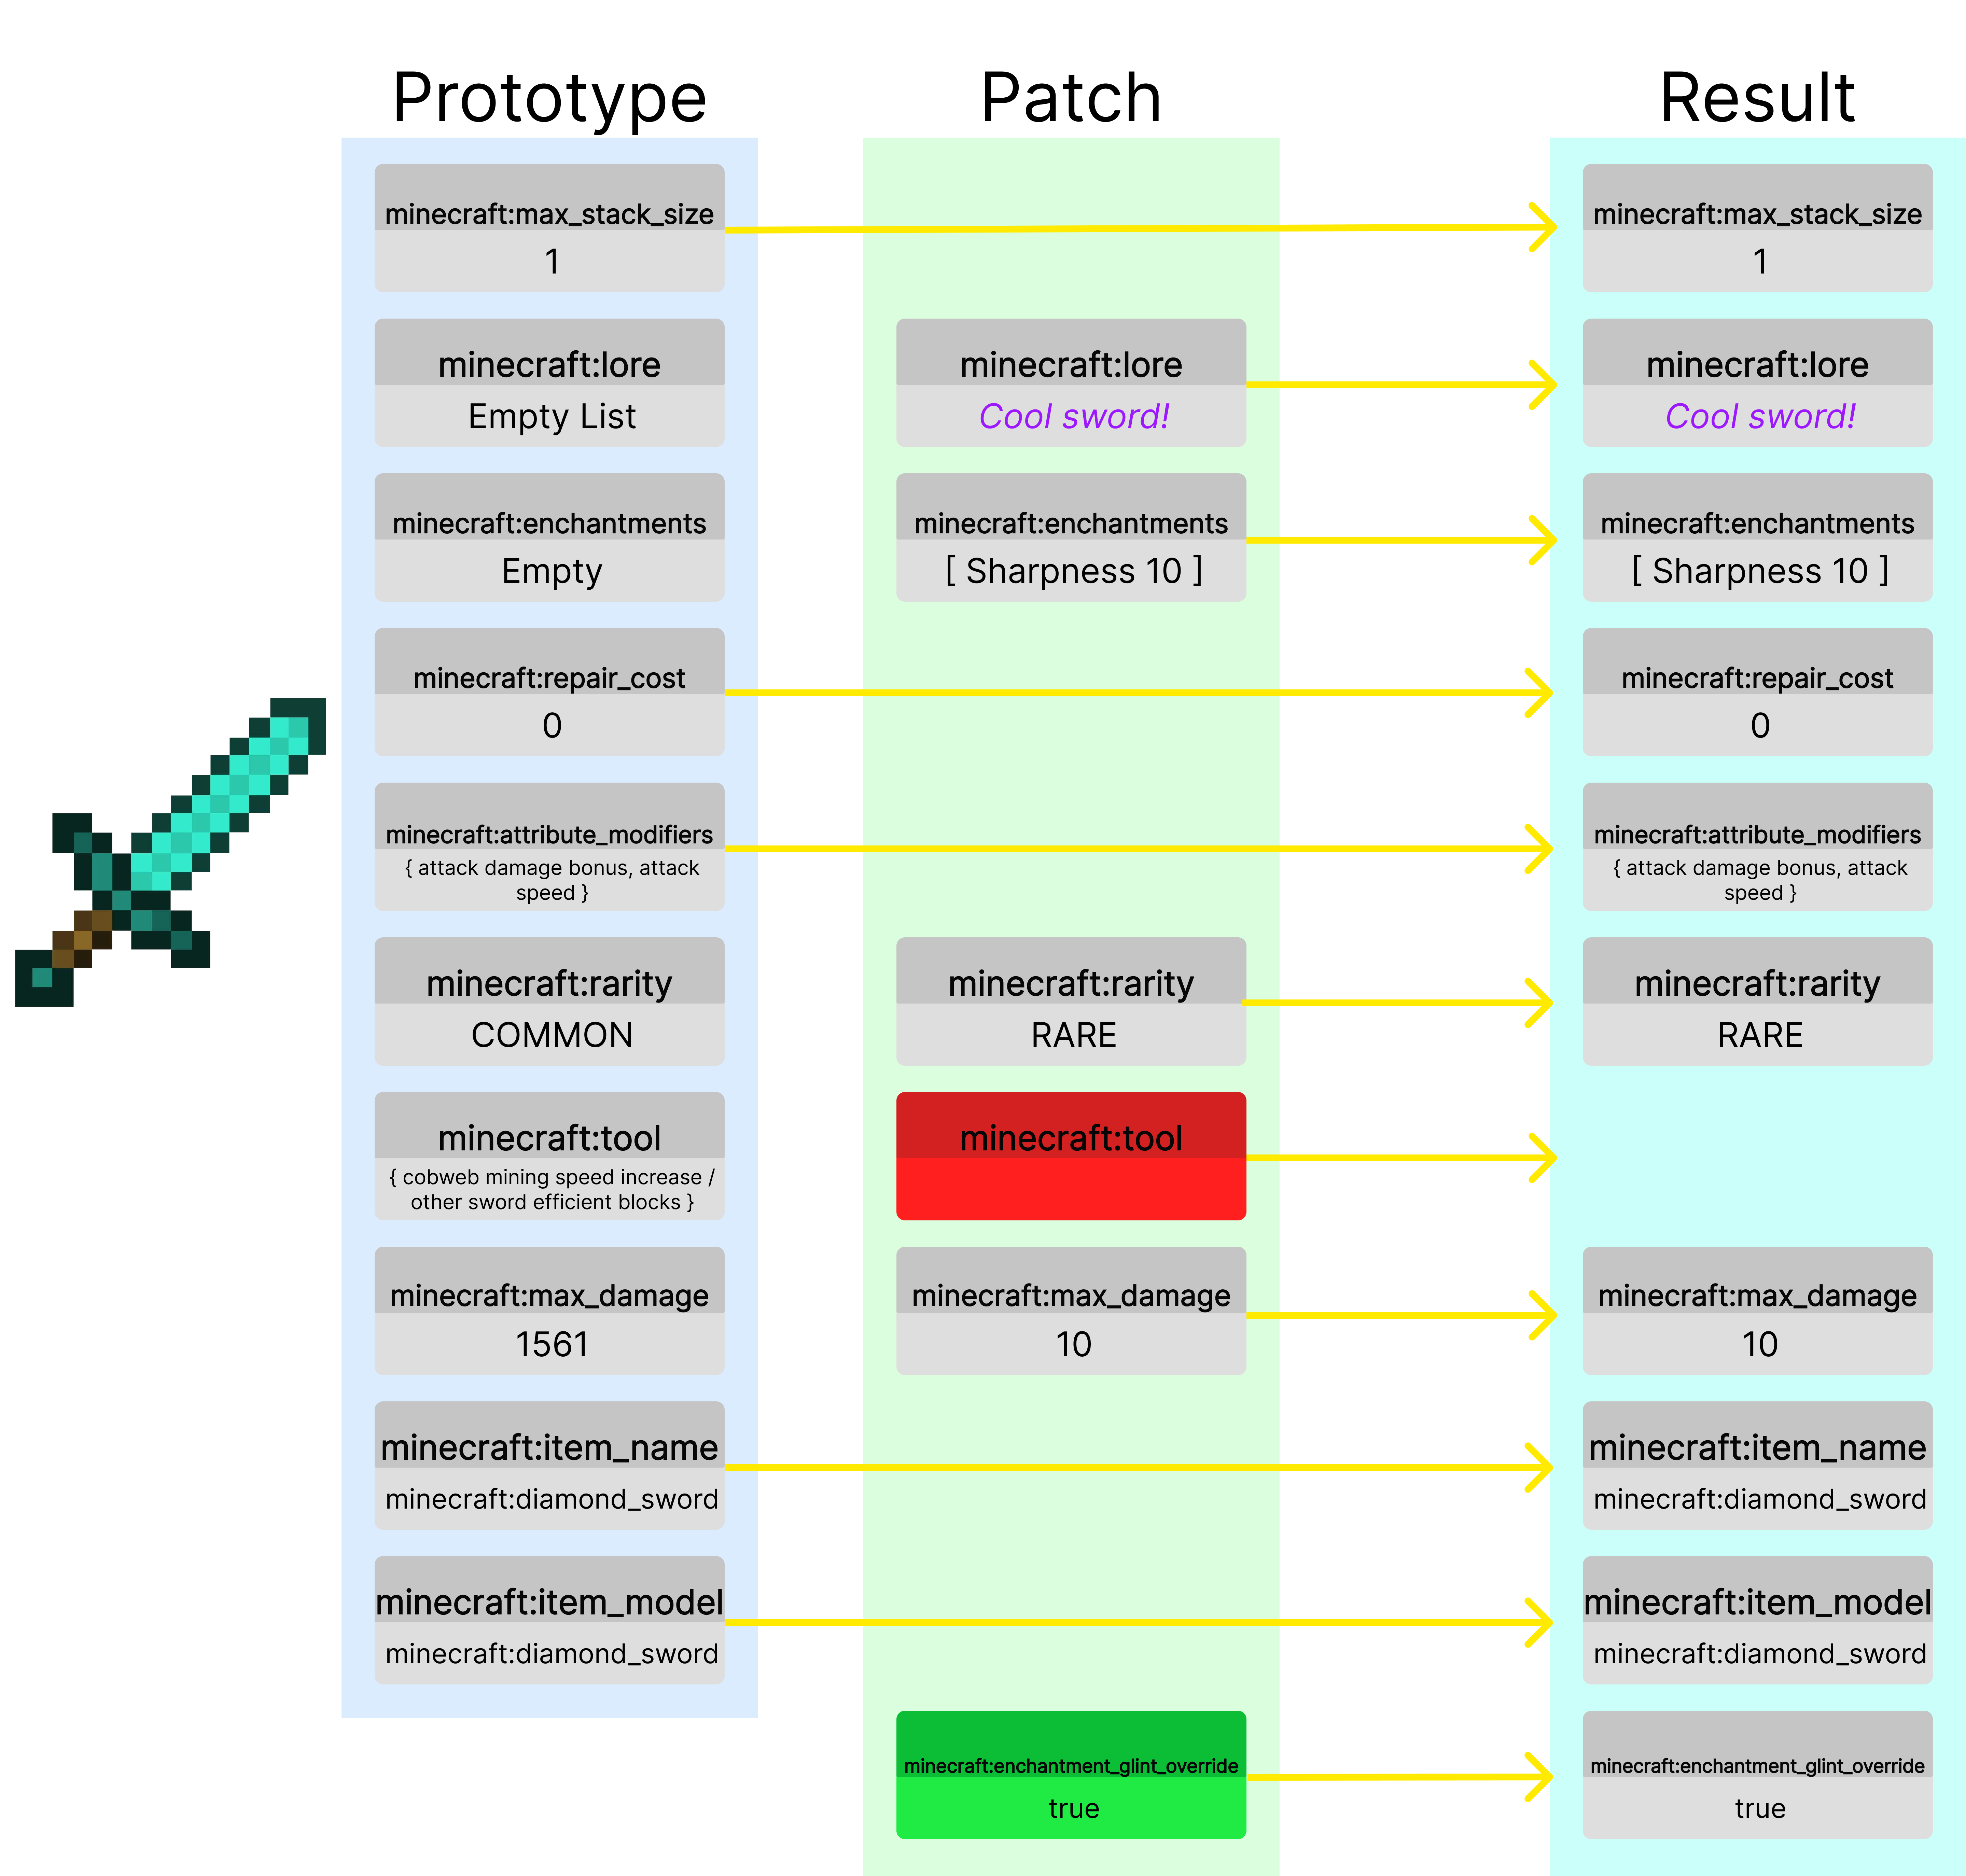 Prototype
Patch
Result
minecraft:max_stack_size
1
minecraft:max_stack_size
1
minecraft:lore
Empty List
minecraft:lore
Cool sword!
minecraft:lore
Cool sword!
minecraft:enchantments
Empty
minecraft:enchantments
[ Sharpness 10 ]
minecraft:enchantments
[ Sharpness 10 ]
minecraft:repair_cost
0
minecraft:repair_cost
0
minecraft:attribute_modifiers
{ attack damage bonus, attack
speed }
minecraft:attribute_modifiers
{ attack damage bonus, attack
speed }
minecraft:rarity
COMMON
minecraft:rarity
RARE
minecraft:rarity
RARE
minecraft:tool
{ cobweb mining speed increase /
other sword efficient blocks }
minecraft:tool
minecraft:max_damage
1561
minecraft:max_damage
10
minecraft:max_damage
10
minecraft:item_name
minecraft:diamond_sword
minecraft:item_name
minecraft:diamond_sword
minecraft:item_model
minecraft:diamond_sword
minecraft:item_model
minecraft:diamond_sword
minecraft:enchantment_glint_override
true
minecraft:enchantment_glint_override
true